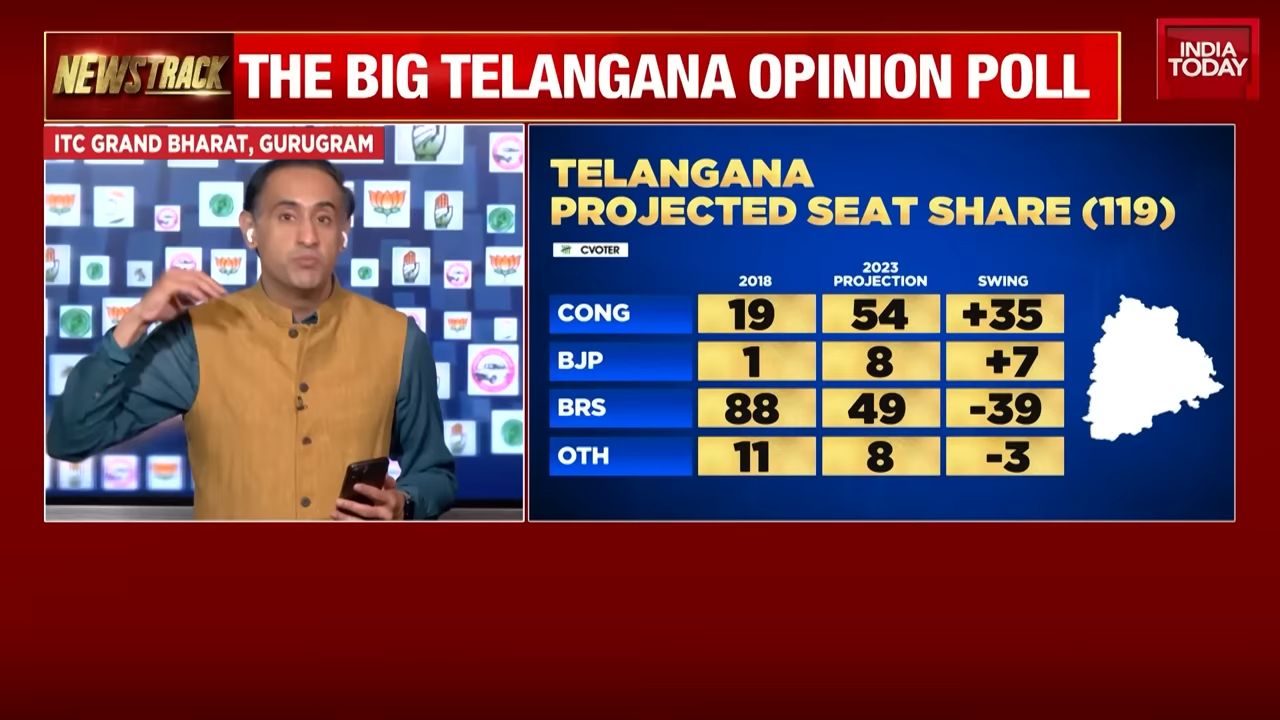 NEWSTRACK
THE BIG TELANGANA OPINION POLL
INDIA
TODAY
ITC GRAND BHARAT, GURUGRAM
TELANGANA
PROJECTED SEAT SHARE (119)
CVOTER
2018
2023
PROJECTION
SWING
CONG 19 54 +35
BJP 1 8 +7
BRS 88 49 -39
OTH 11 8 -3